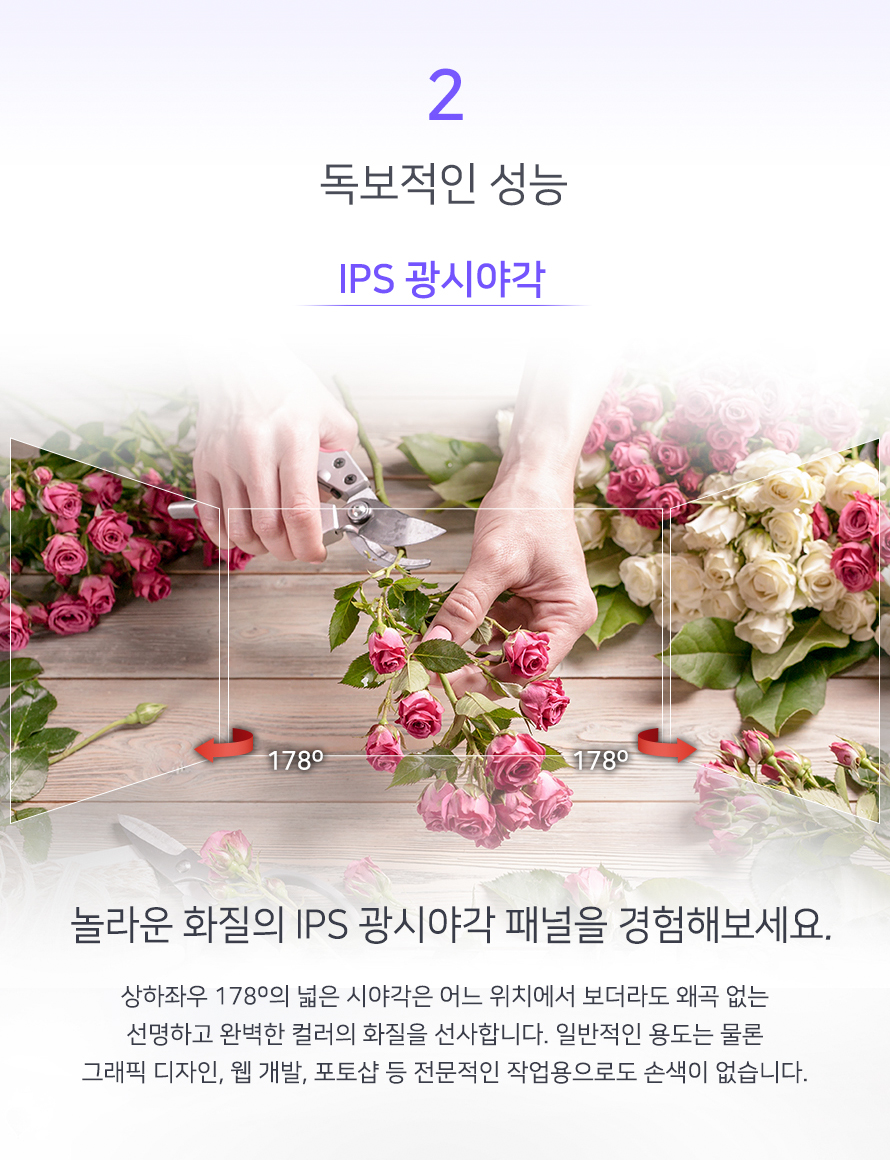 2
독보적인 성능
IPS 광시야각
178º
178º
놀라운 화질의 IPS 광시야각 패널을 경험해보세요.
상하좌우 178º의 넓은 시야각은 어느 위치에서 보더라도 왜곡 없는
선명하고 완벽한 컬러의 화질을 선사합니다. 일반적인 용도는 물론
그래픽 디자인, 웹 개발, 포토샵 등 전문적인 작업용으로도 손색이 없습니다.